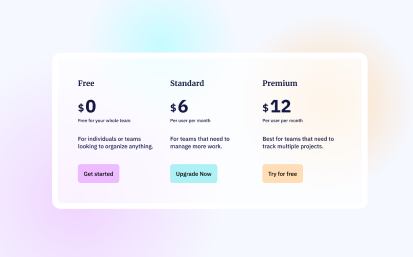 Free
$0
Free for your whole team
For individuals or teams
looking to organize anything.
Get started
Standard
$6
Per user per month
For teams that need to
manage more work.
Upgrade Now
Premium
$12
Per user per month
Best for teams that need to
track multiple projects.
Try for free